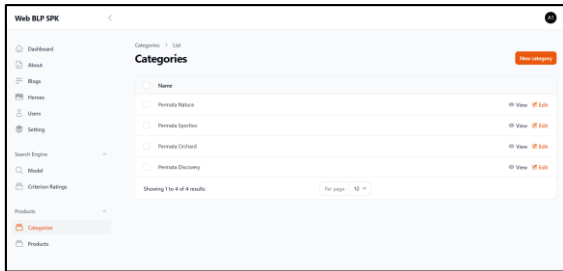 Web BLP SPK
A1
Dashboard
About
Blogs
Heroes
Users
Setting
Search Engine
Model
Criterion Ratings
Products
Categories
Products
Categories > List
Categories
New category
Name
Permata Natura View Edit
Permata Sportivo View Edit
Permata Orchard View Edit
Permata Discovery View Edit
Showing 1 to 4 of 4 results Per page 10